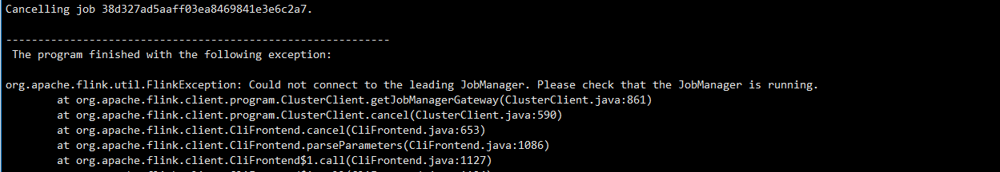 Cancelling job 38d327ad5aaff03ea8469841e3e6c2a7.
------------------------------------------------------------
The program finished with the following exception:
org.apache.flink.util.FlinkException: Could not connect to the leading JobManager. Please check that the JobManager is running.
at org.apache.flink.client.program.ClusterClient.getJobManagerGateway(ClusterClient.java:861)
at org.apache.flink.client.program.ClusterClient.cancel(ClusterClient.java:590)
at org.apache.flink.client.CliFrontend.cancel(CliFrontend.java:653)
at org.apache.flink.client.CliFrontend.parseParameters(CliFrontend.java:1086)
at org.apache.flink.client.CliFrontend$1.call(CliFrontend.java:1127)